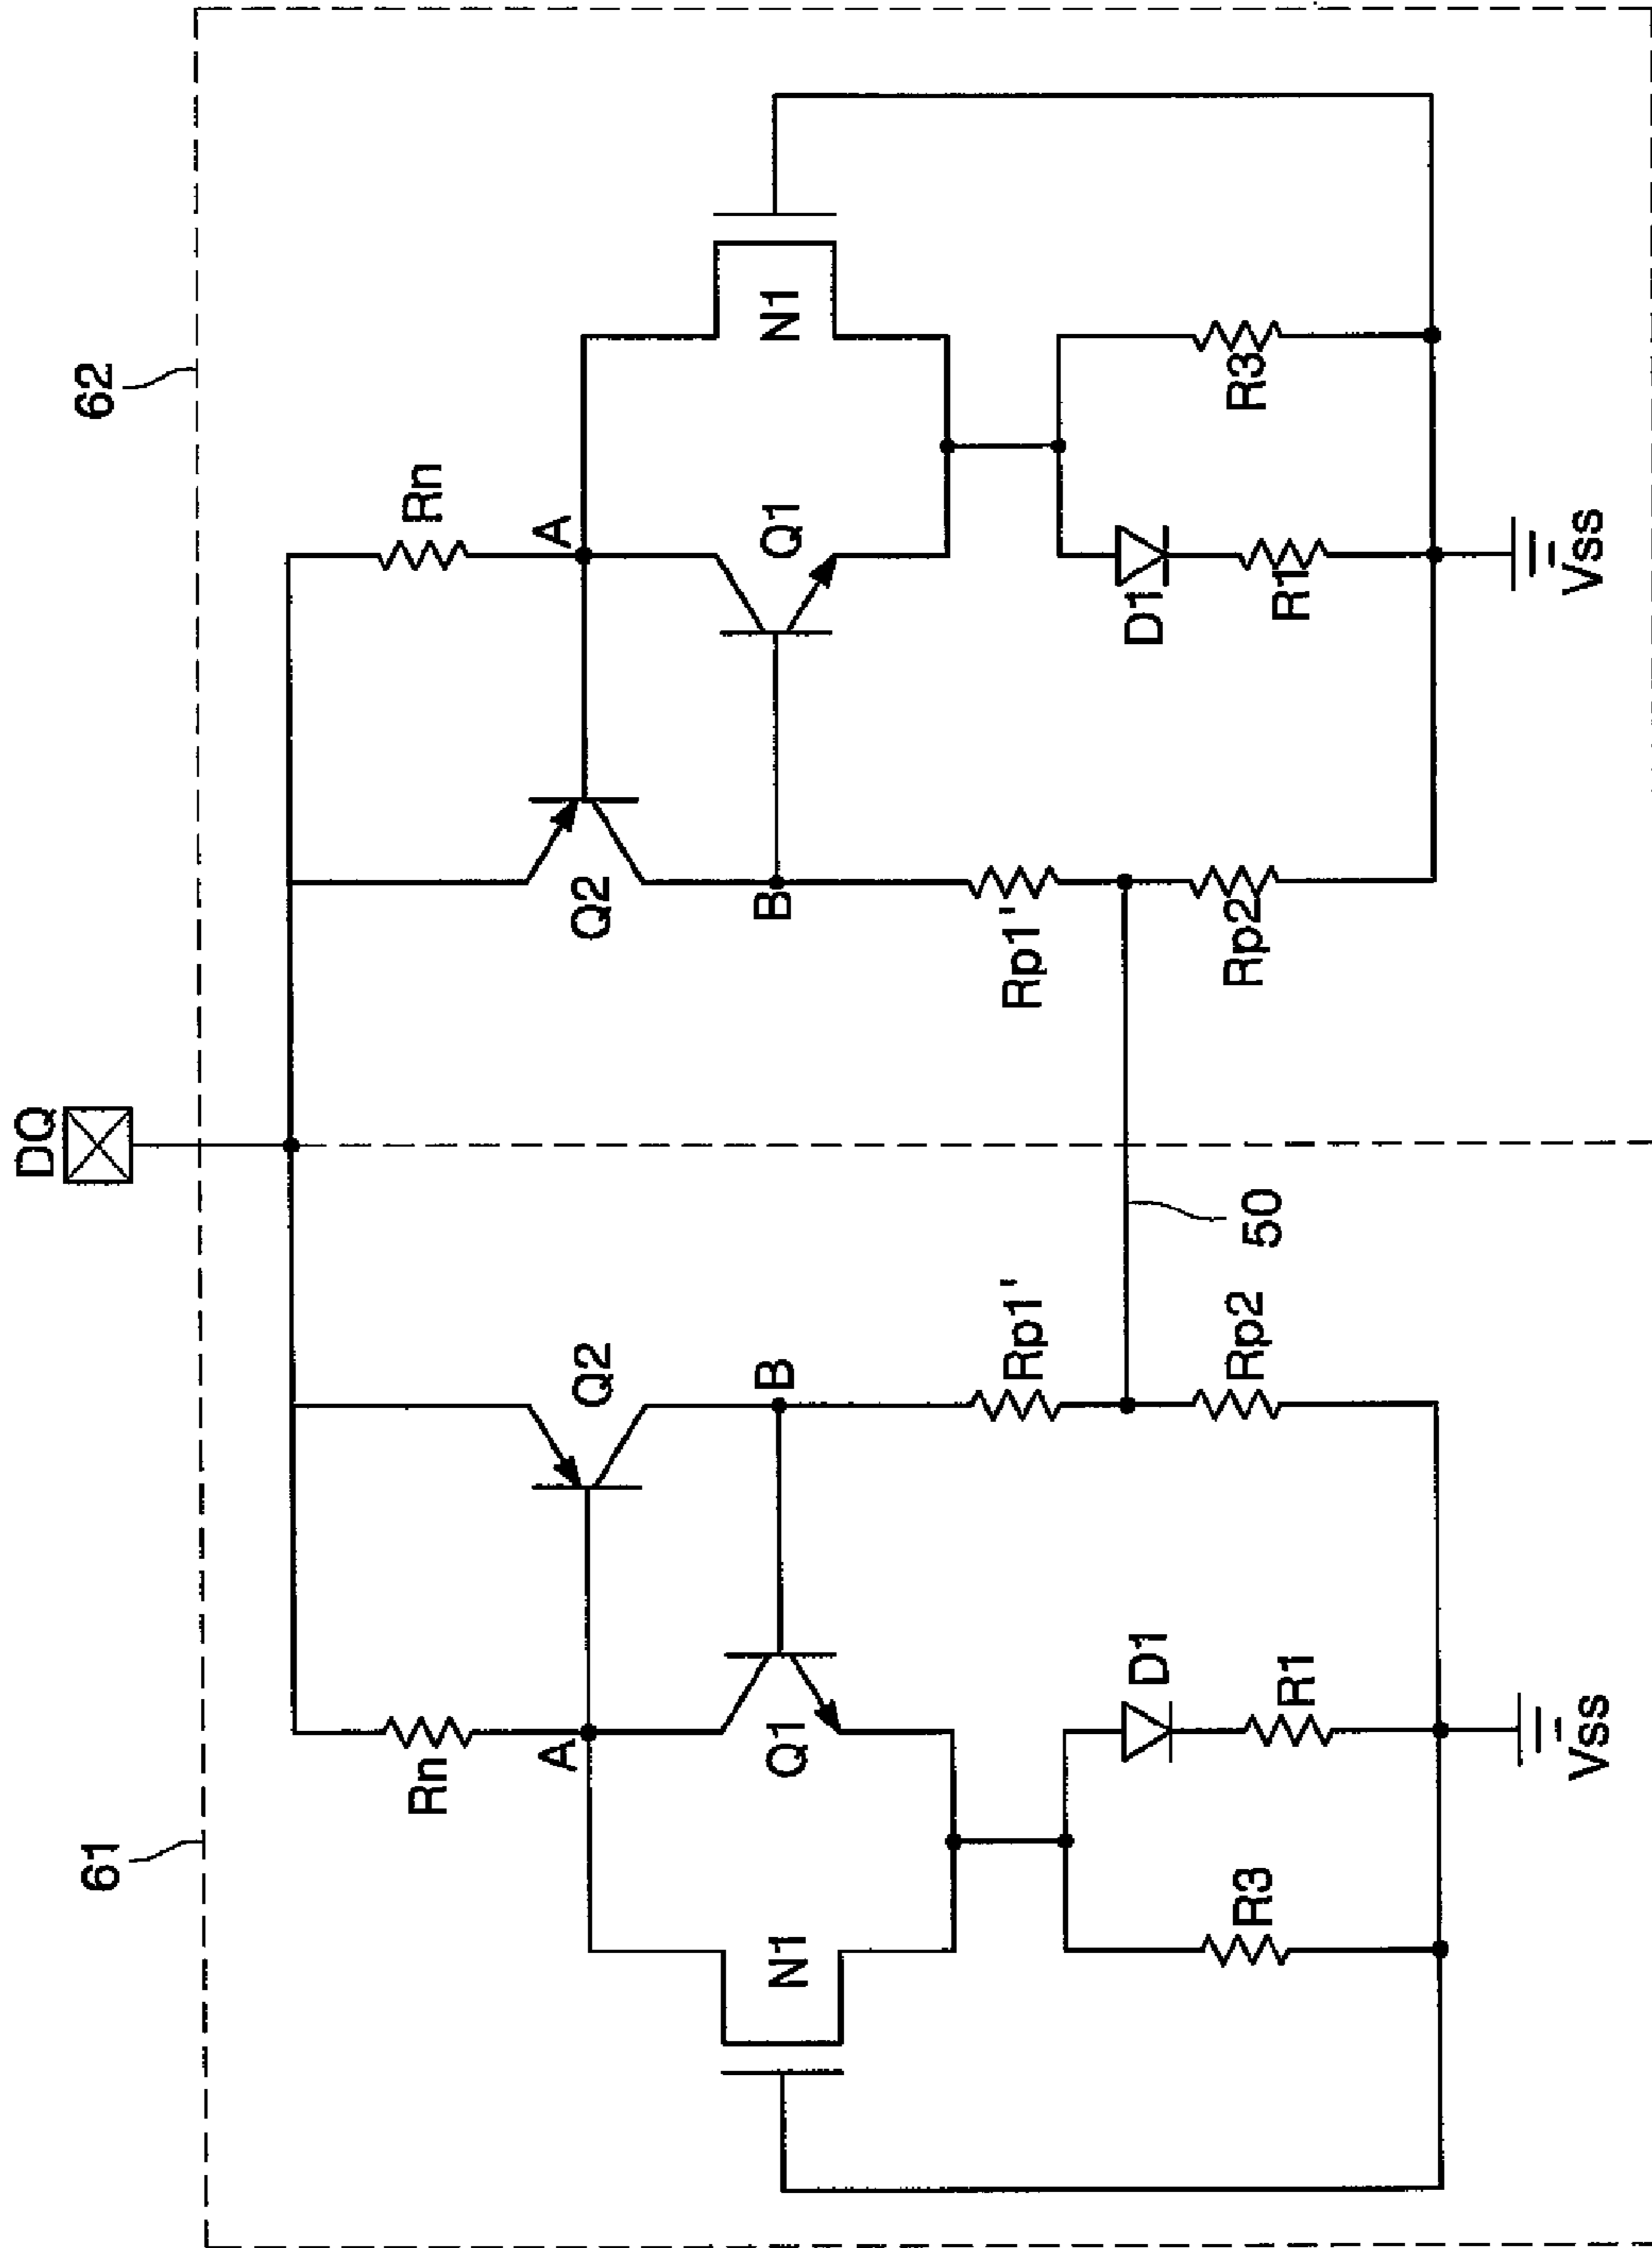 DQ
61
62
Rn
Rn
A
A
Q2
Q2
N1
Q1
B
B
Q1
N1
Rp1'
Rp1'
50
R3
D1
Rp2
Rp2
D1
R3
R1
R1
Vss
Vss